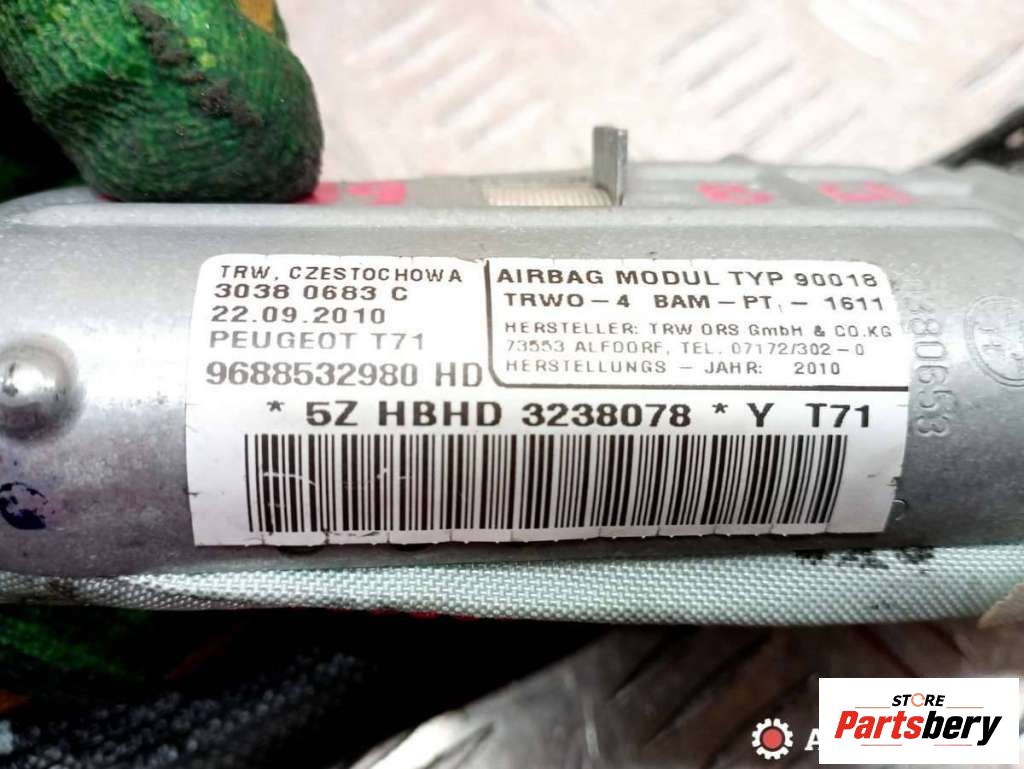 TRW, CZESTOCHOWA
3038 0683 C
22.09.2010
PEUGEOT T71
9688532980 HD
AIRBAG MODUL TYP 90018
TRWO-4 BAM-PT1-1611
HERSTELLER: TRW ORS GmbH & CO.KG
73553 ALFDORF, TEL. 07172/302-0
HERSTELLUNGS - JAHR: 2010
* 5Z HBHD 3238078 * Y T71
STORE
Partsbery